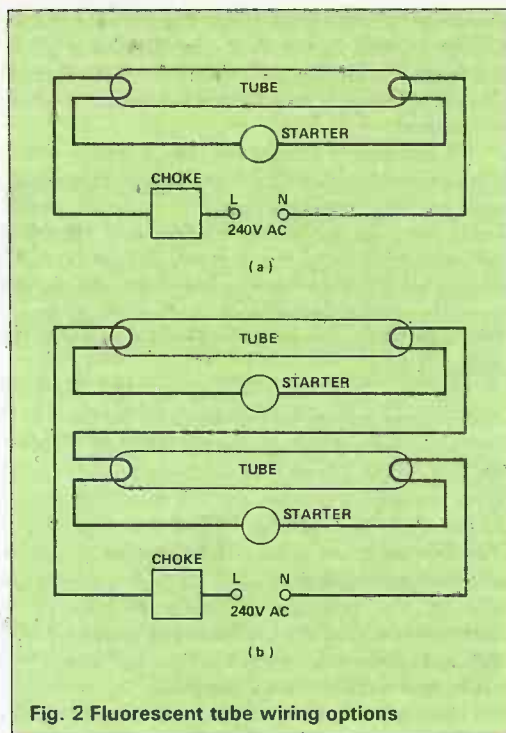 TUBE
STARTER
CHOKE
L N
240V AC
(a)
TUBE
STARTER
TUBE
STARTER
CHOKE
L N
240V AC
(b)
Fig. 2 Fluorescent tube wiring options